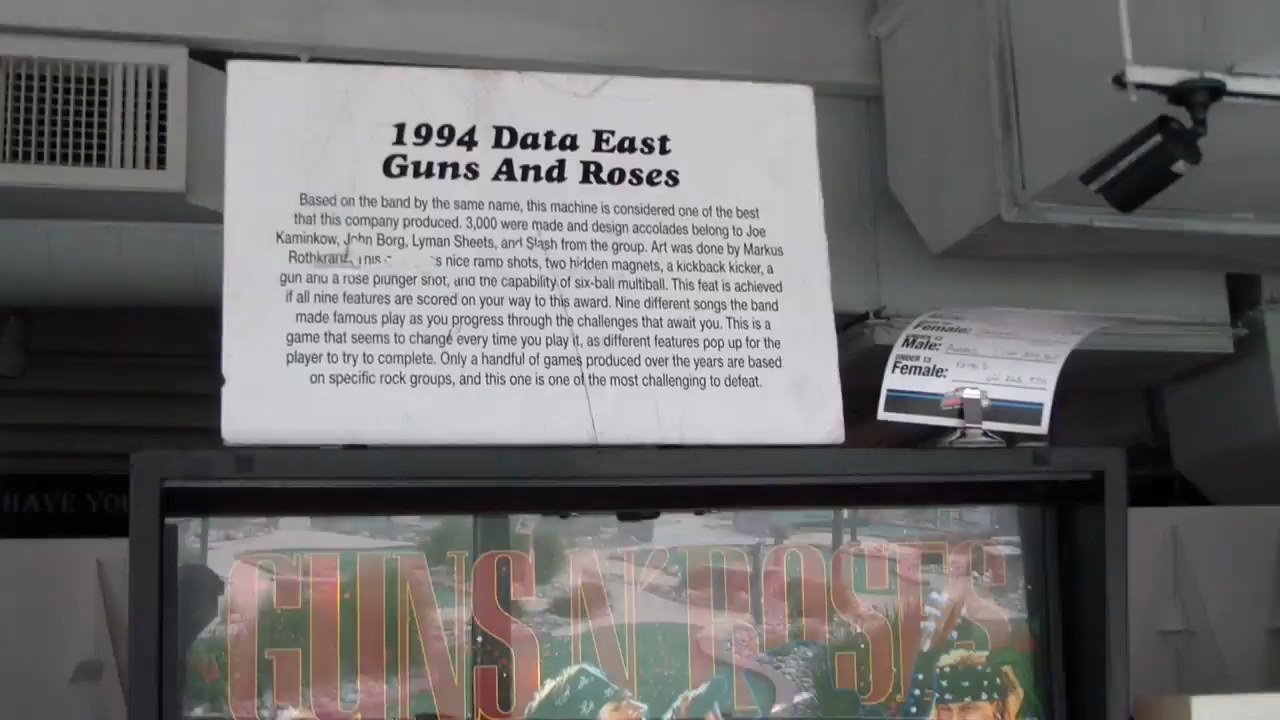 1994 Data East
Guns And Roses
Based on the band by the same name, this machine is considered one of the best
that this company produced. 3,000 were made and design accolades belong to Joe
Kaminkow, John Borg, Lyman Sheets, and Slash from the group. Art was done by Markus
Rothkranz. nice ramp shots, two hidden magnets, a kickback kicker, a
gun and a rose plunger shot, and the capability of six-ball multiball. This feat is achieved
if all nine features are scored on your way to this award. Nine different songs the band
made famous play as you progress through the challenges that await you. This is a
game that seems to change every time you play it, as different features pop up for the
player to try to complete. Only a handful of games produced over the years are based
on specific rock groups, and this one is one of the most challenging to defeat.
Female:
Male:
UNDER 13
Female:
HAVE YOU
GUNS N' ROSES